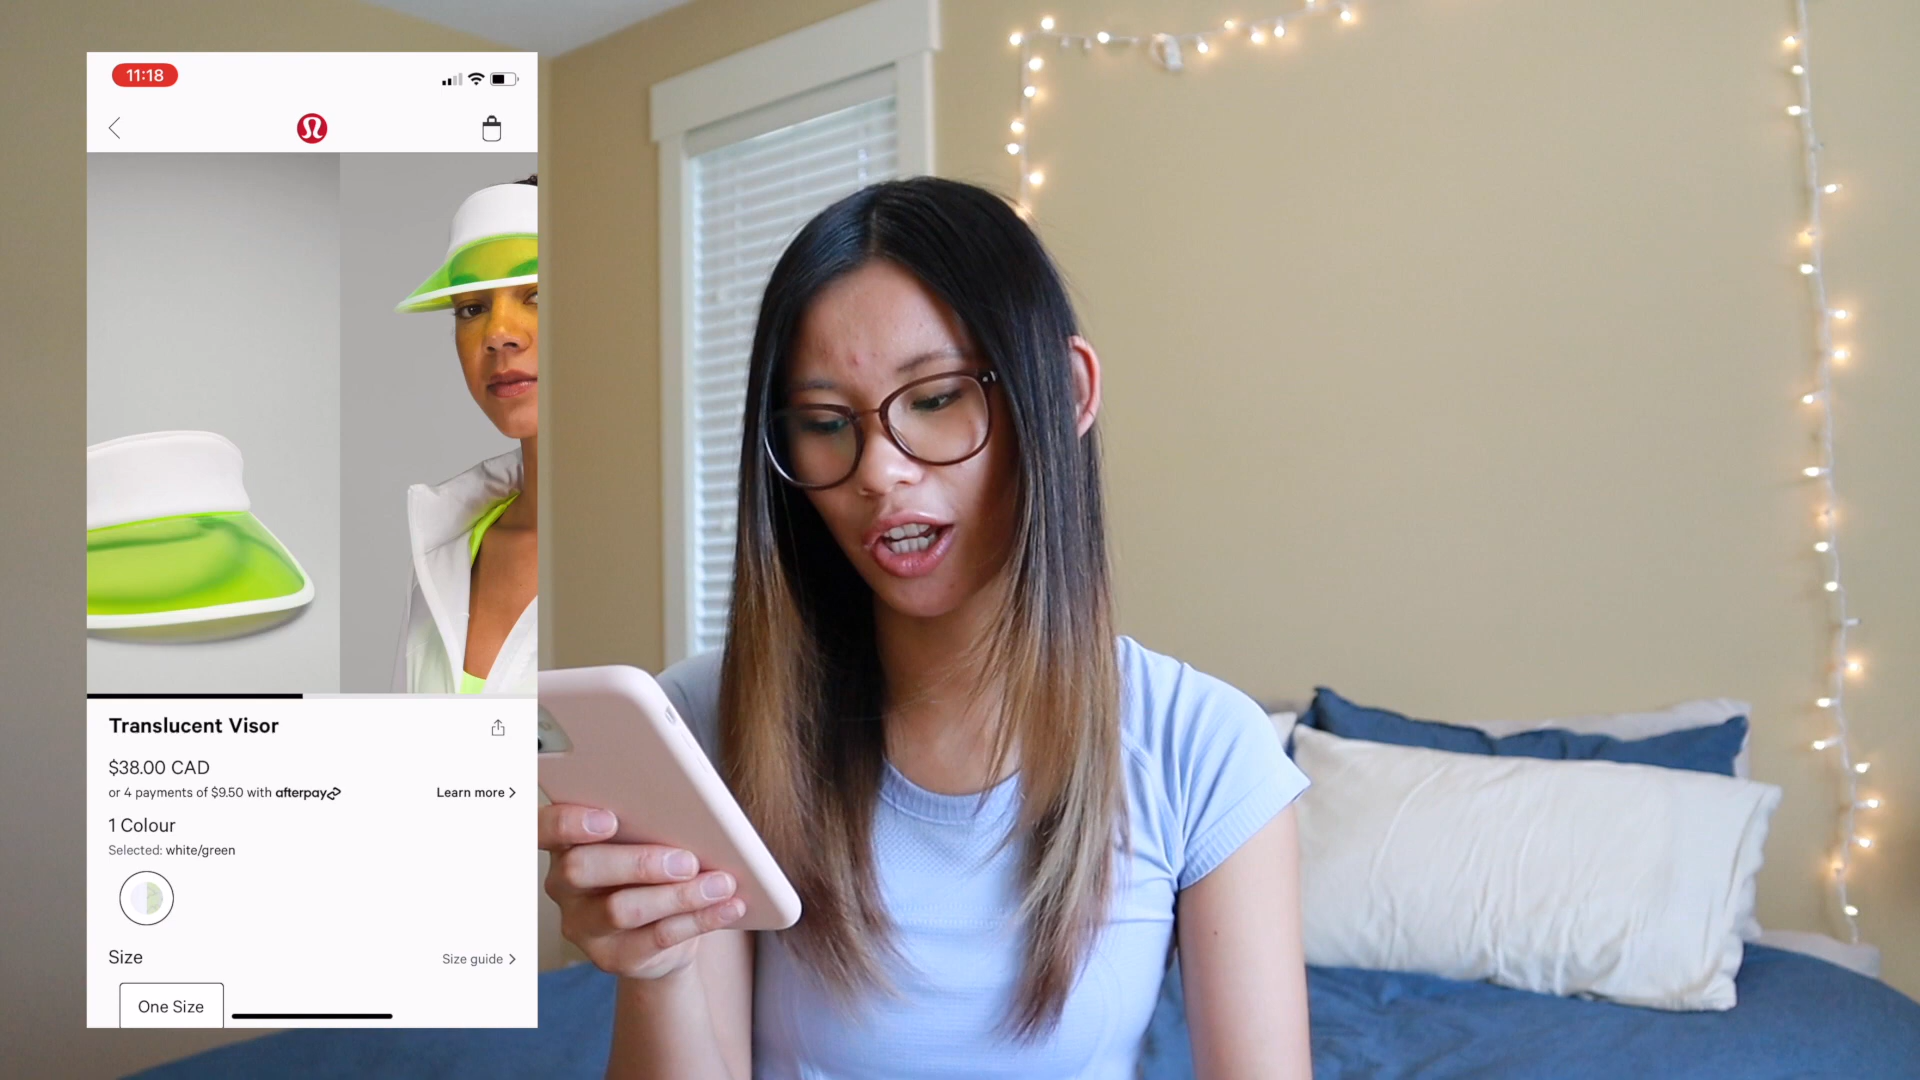 11:18
Translucent Visor
$38.00 CAD
or 4 payments of $9.50 with afterpay
Learn more >
1 Colour
Selected: white/green
Size
Size guide >
One Size